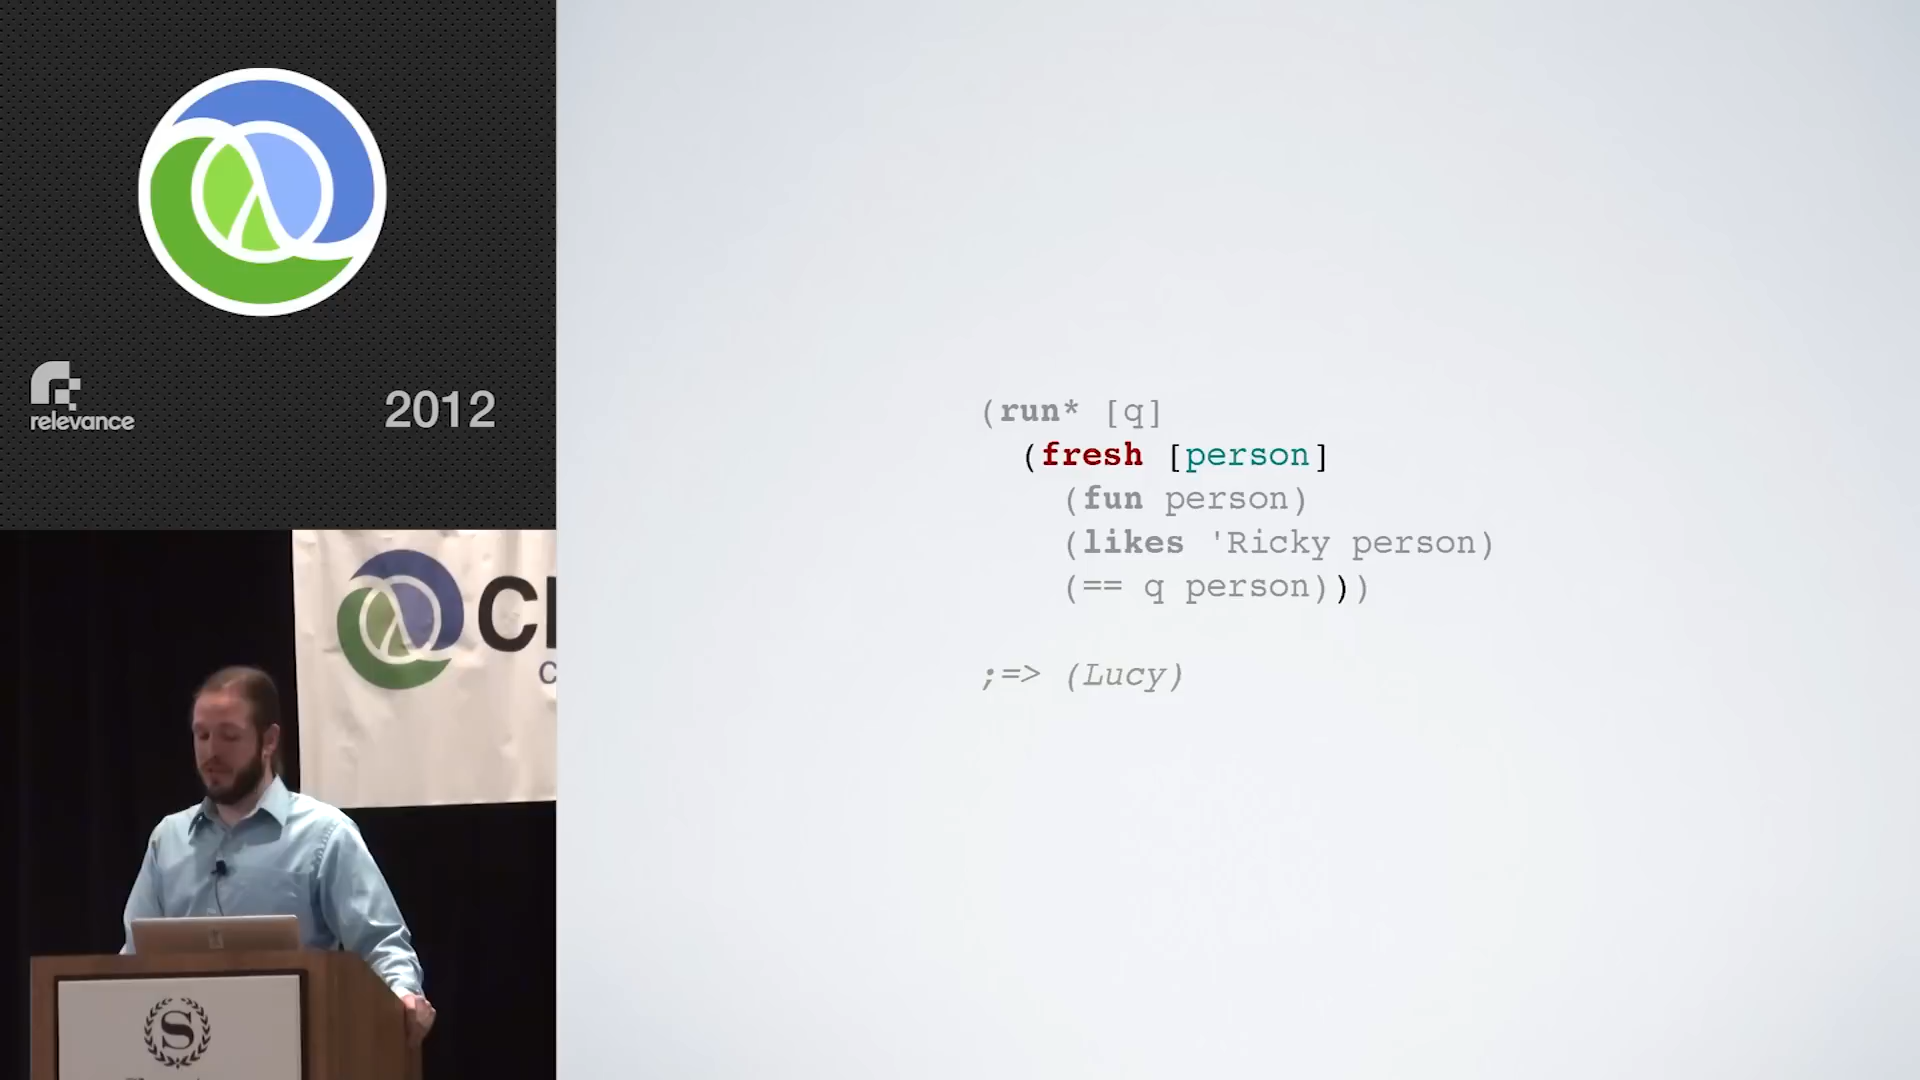 relevance
2012
(run* [q]
(fresh [person]
(fun person)
(likes 'Ricky person)
(== q person)))
;=> (Lucy)
S